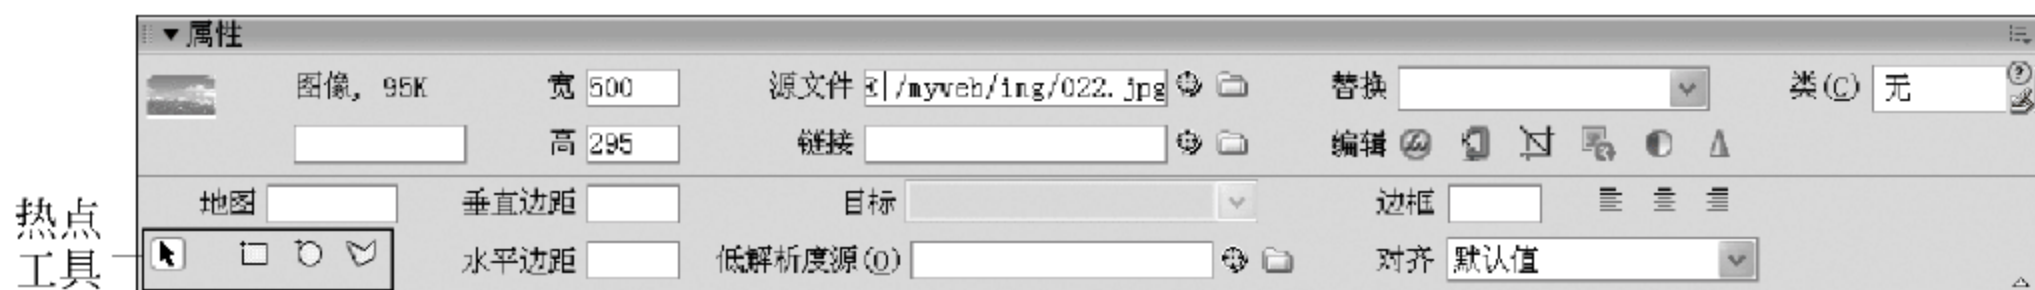 属性
图像，95K 宽 500 源文件 E|/myweb/img/022.jpg 替换 类(C) 无
高 295 链接 编辑
地图 垂直边距 目标 边框
水平边距 低解析度源(O) 对齐 默认值
热点
工具